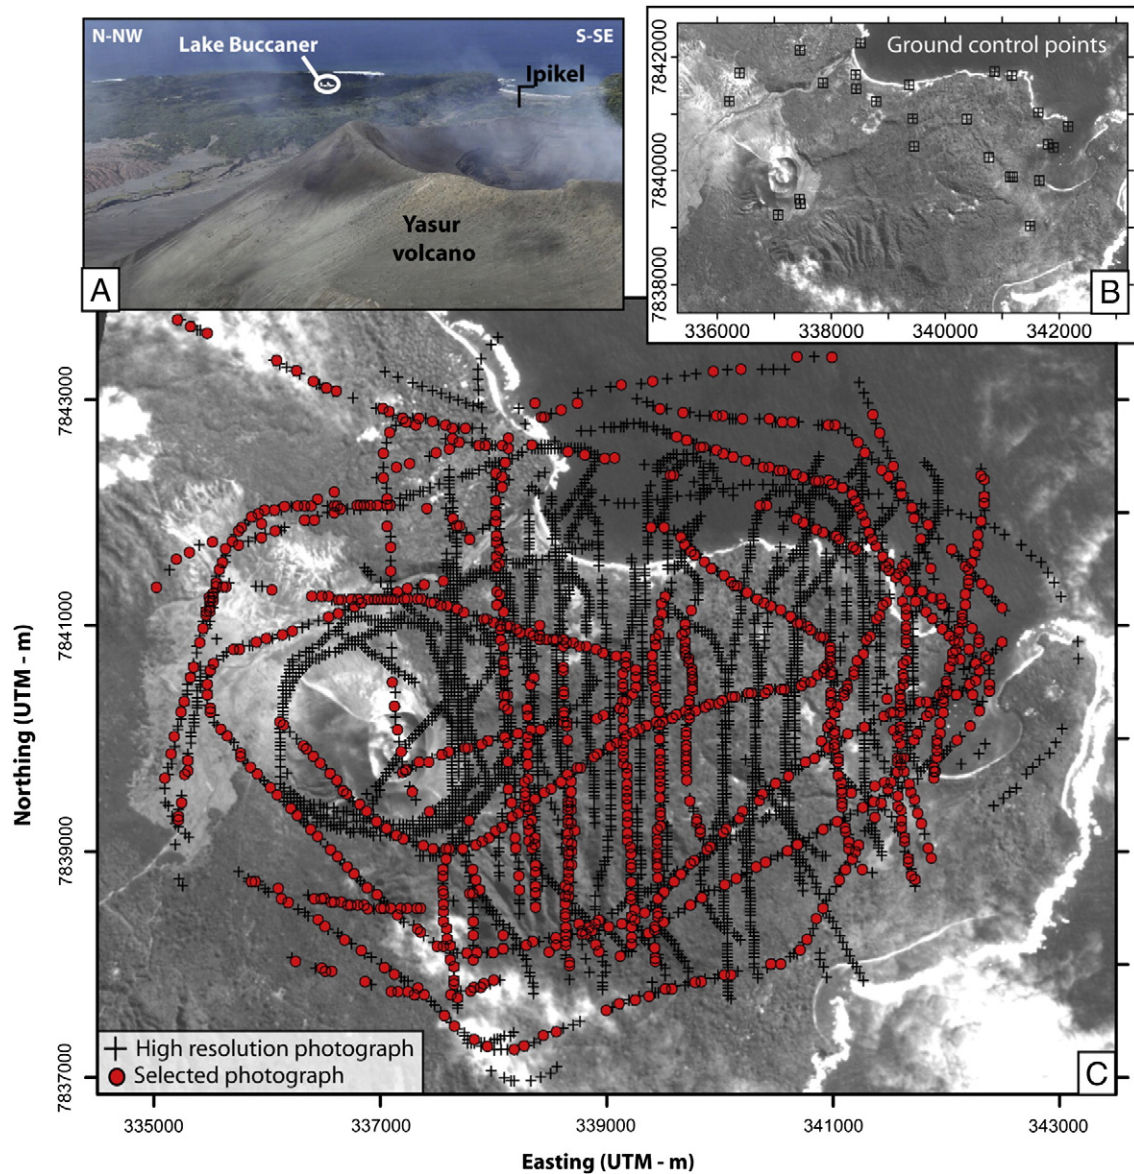 N-NW
S-SE
Lake Buccaner
Ipikel
Yasur
volcano
A
Ground control points
7842000
7840000
7838000
336000 338000 340000 342000
B
7843000
7841000
7839000
7837000
Northing (UTM - m)
High resolution photograph
Selected photograph
C
335000 337000 339000 341000 343000
Easting (UTM - m)